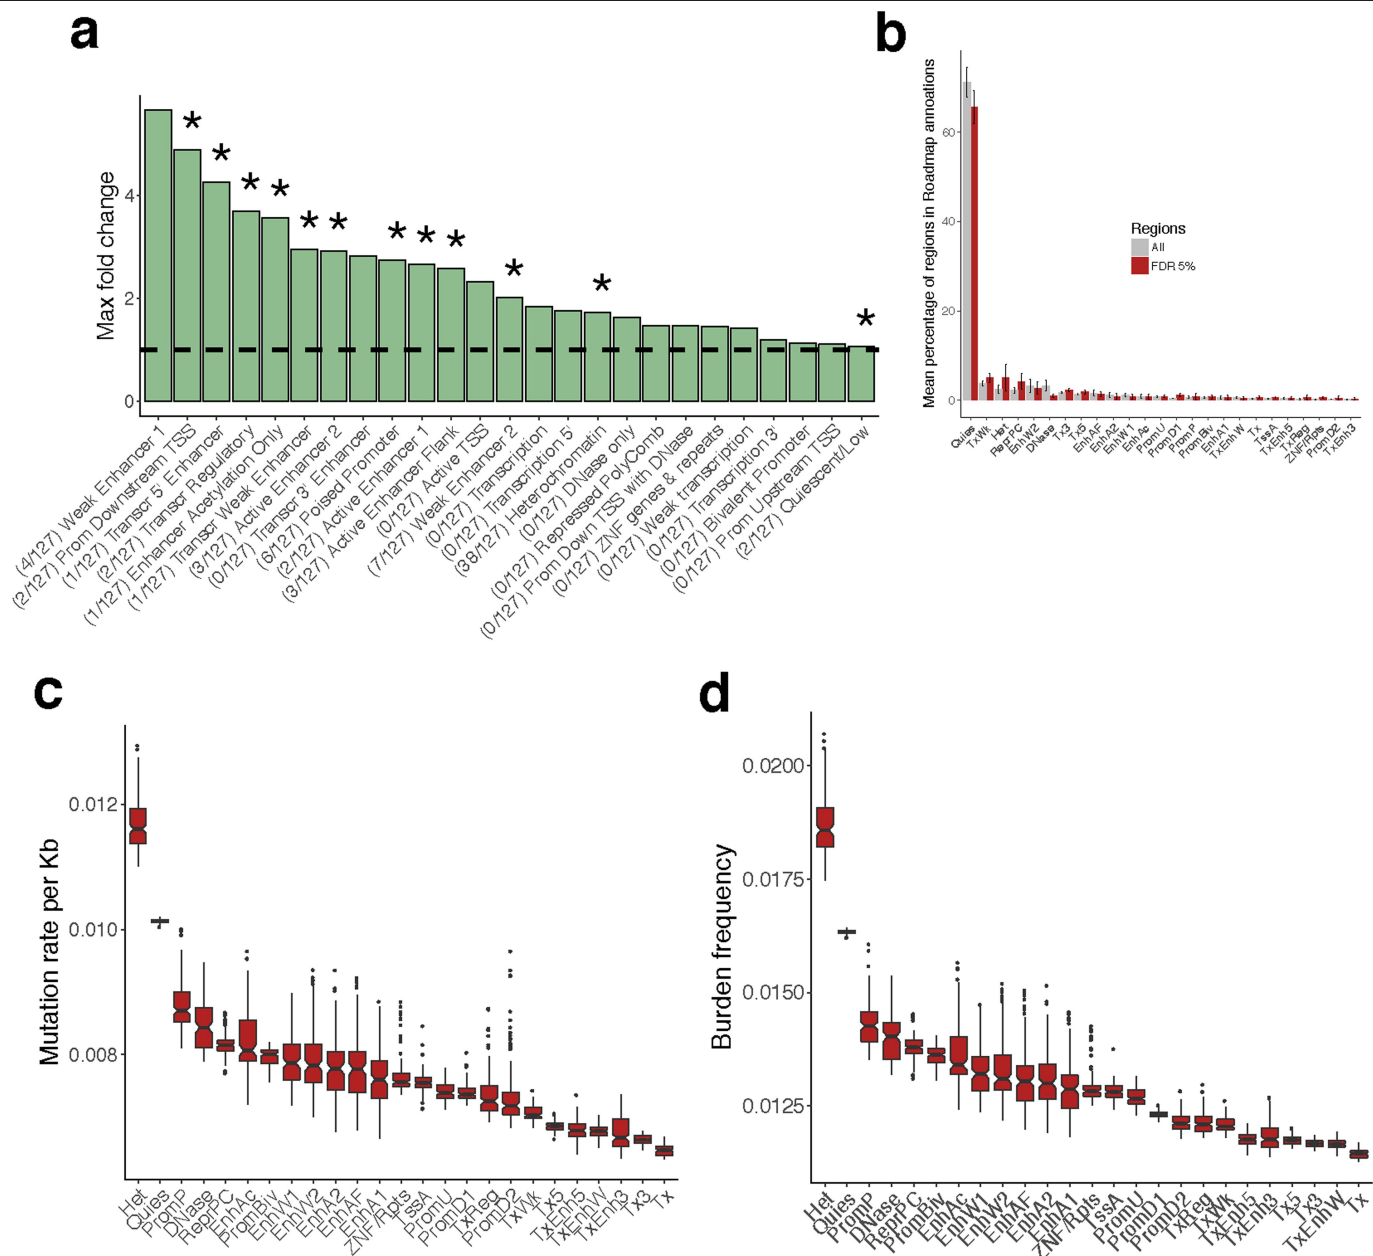 a
Max fold change
4
2
0
* * * * * * * * * * * *
(4/127) Weak Enhancer 1
(2/127) Prom Downstream TSS
(1/127) Transcr 5' Enhancer
(2/127) Transcr Regulatory
(1/127) Enhancer Acetylation Only
(1/127) Transcr Weak Enhancer
(3/127) Active Enhancer 2
(0/127) Transcr 3' Enhancer
(6/127) Poised Promoter
(2/127) Active Enhancer 1
(3/127) Active Enhancer Flank
(0/127) Active TSS
(7/127) Weak Enhancer 2
(0/127) Transcription
(0/127) Transcription 5'
(38/127) Heterochromatin
(0/127) DNase only
(0/127) Repressed PolyComb
(0/127) Prom Down TSS with DNase
(0/127) ZNF genes & repeats
(0/127) Weak transcription
(0/127) Transcription 3'
(0/127) Bivalent Promoter
(0/127) Prom Upstream TSS
(2/127) Quiescent/Low
b
Mean percentage of regions in Roadmap annoations
60
40
20
0
Regions
All
FDR 5%
Quies
TxWk
Het
ReprPC
EnhW2
DNase
Tx3
Tx5
EnhAF
EnhA2
EnhW1
EnhAc
PromU
PromD1
PromP
PromBiv
EnhA1
TxEnhW
Tx
TssA
TxEnh5
TxReg
ZNF/Rpts
PromD2
TxEnh3
c
Mutation rate per Kb
0.012
0.010
0.008
Het
Quies
PromP
DNase
ReprPC
EnhAc
PromBiv
EnhW1
EnhW2
EnhA2
EnhAF
EnhA1
ZNF/Rpts
TssA
PromU
PromD1
TxReg
PromD2
TxWk
Tx5
TxEnh5
TxEnhW
TxEnh3
Tx3
Tx
d
Burden frequency
0.0200
0.0175
0.0150
0.0125
Het
Quies
PromP
DNase
ReprPC
PromBiv
EnhAc
EnhW1
EnhW2
EnhAF
EnhA2
EnhA1
ZNF/Rpts
TssA
PromU
PromD1
PromD2
TxReg
TxWk
TxEnh5
TxEnh3
Tx5
Tx3
TxEnhW
Tx